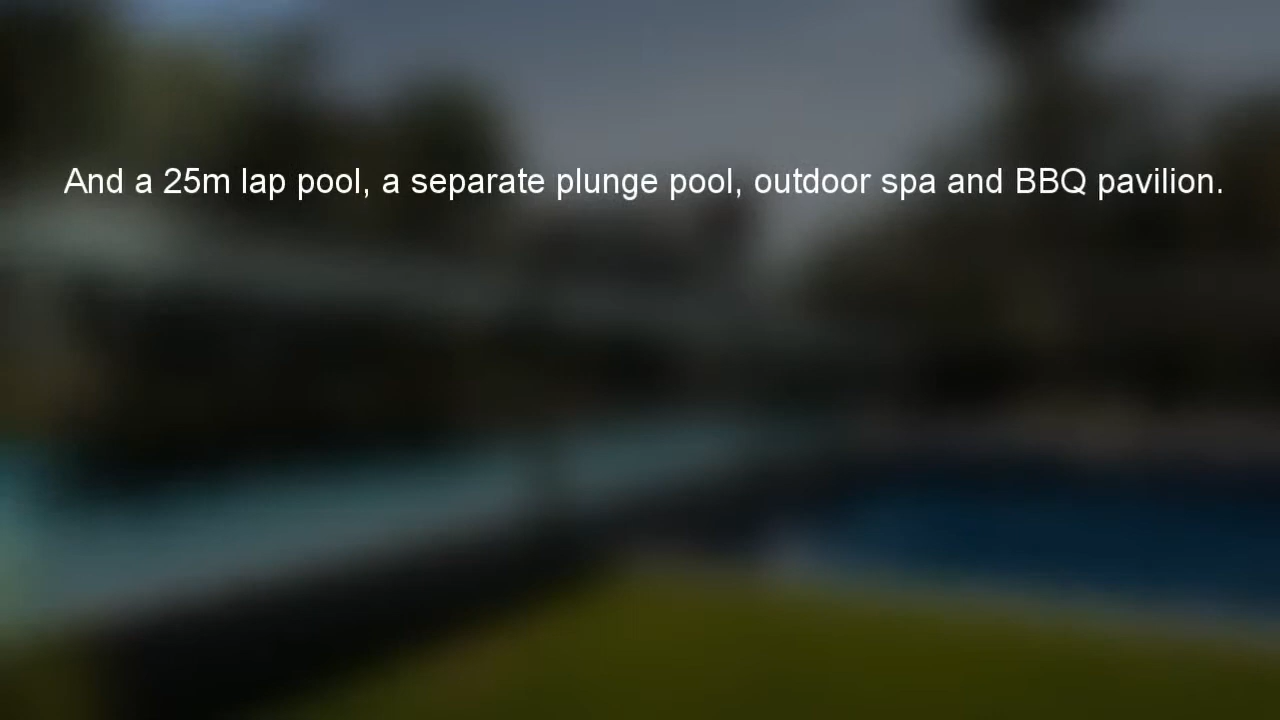 And a 25m lap pool, a separate plunge pool, outdoor spa and BBQ pavilion.